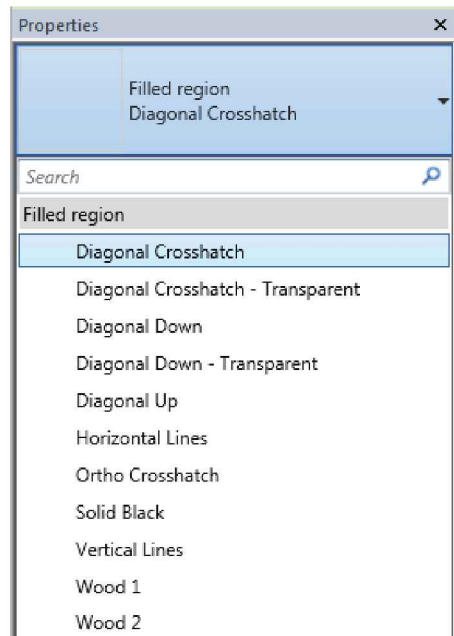 Properties
Filled region
Diagonal Crosshatch
Search
Filled region
Diagonal Crosshatch
Diagonal Crosshatch - Transparent
Diagonal Down
Diagonal Down - Transparent
Diagonal Up
Horizontal Lines
Ortho Crosshatch
Solid Black
Vertical Lines
Wood 1
Wood 2